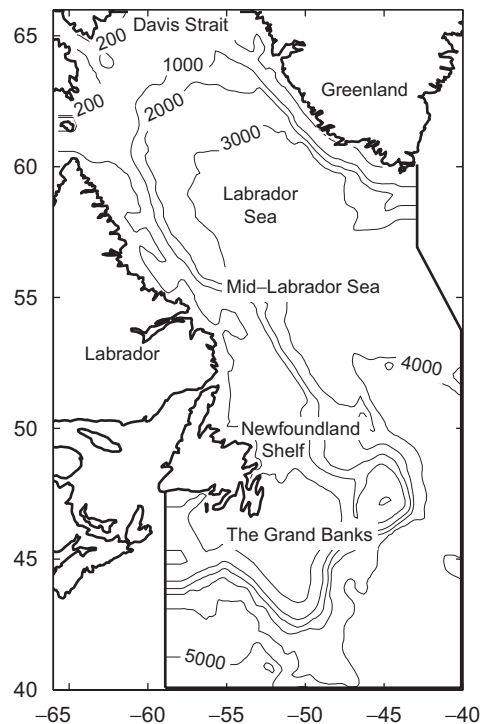 65
Davis Strait
200
1000
Greenland
200
2000
3000
60
Labrador
Sea
55
Mid–Labrador Sea
Labrador
4000
50
Newfoundland
Shelf
The Grand Banks
45
5000
40
−65 −60 −55 −50 −45 −40